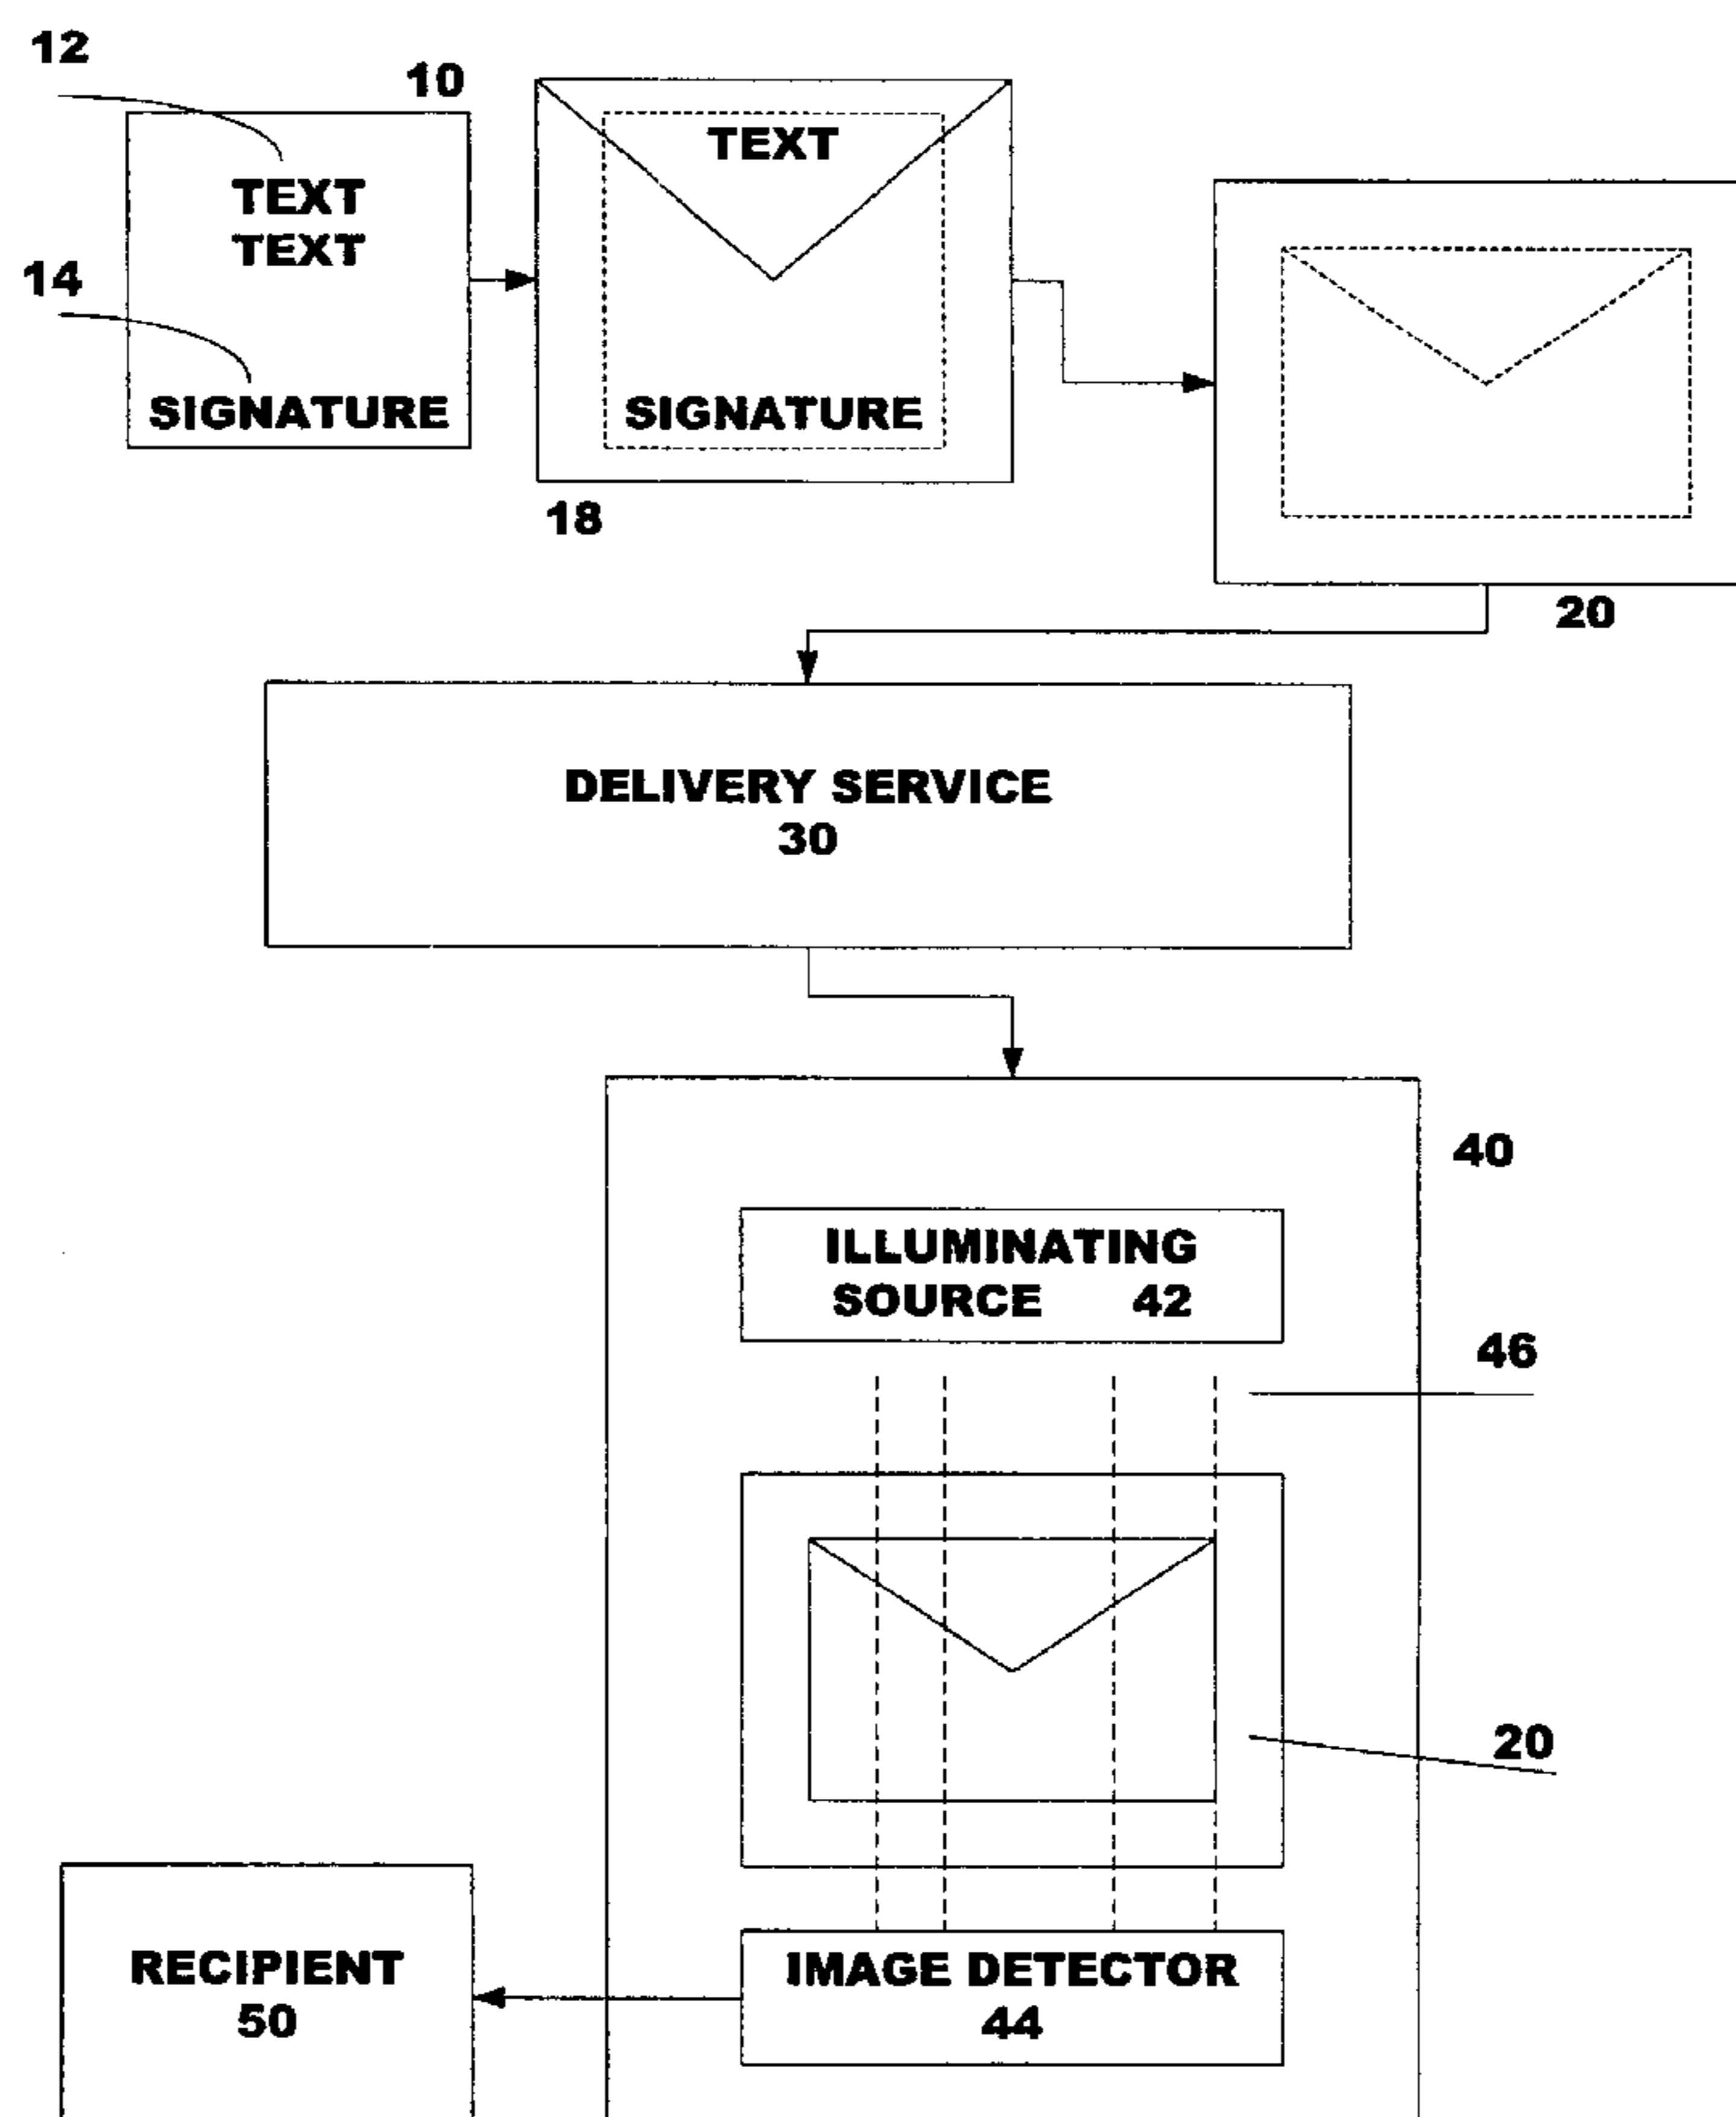 12
10
TEXT
TEXT
14
SIGNATURE
TEXT
SIGNATURE
18
20
DELIVERY SERVICE
30
40
ILLUMINATING
SOURCE 42
46
20
RECIPIENT
50
IMAGE DETECTOR
44